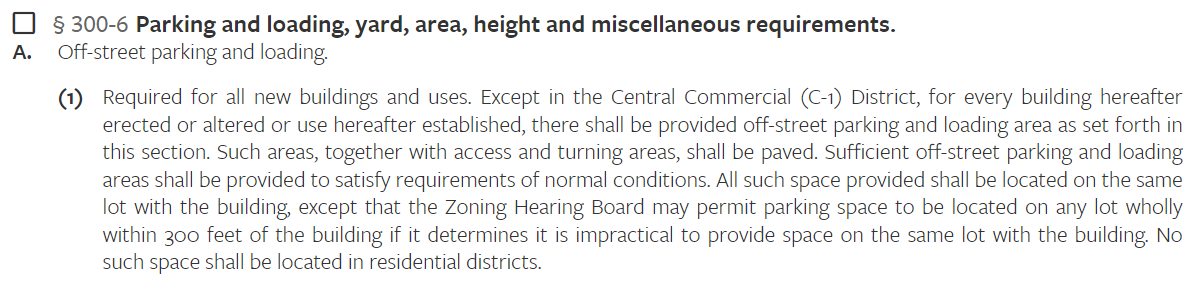 § 300-6 Parking and loading, yard, area, height and miscellaneous requirements.
A. Off-street parking and loading.
(1) Required for all new buildings and uses. Except in the Central Commercial (C-1) District, for every building hereafter
erected or altered or use hereafter established, there shall be provided off-street parking and loading area as set forth in
this section. Such areas, together with access and turning areas, shall be paved. Sufficient off-street parking and loading
areas shall be provided to satisfy requirements of normal conditions. All such space provided shall be located on the same
lot with the building, except that the Zoning Hearing Board may permit parking space to be located on any lot wholly
within 300 feet of the building if it determines it is impractical to provide space on the same lot with the building. No
such space shall be located in residential districts.